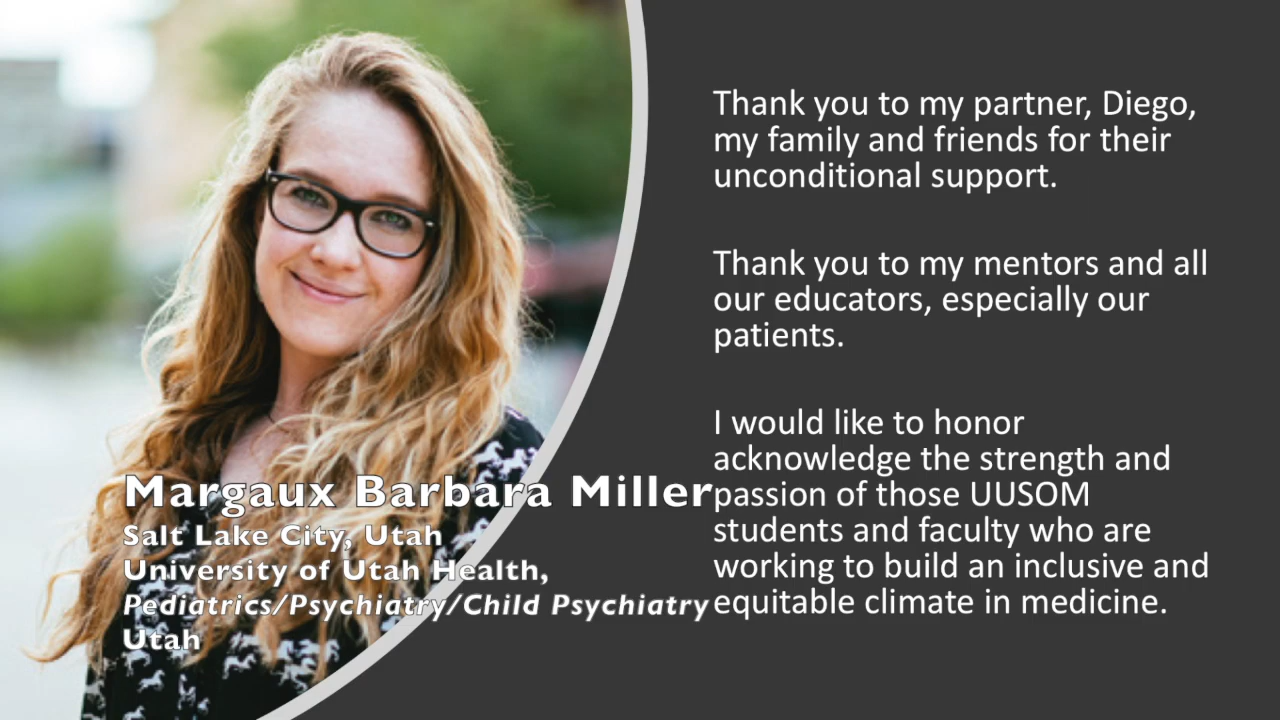 Margaux Barbara Miller
Salt Lake City, Utah
University of Utah Health,
Pediatrics/Psychiatry/Child Psychiatry
Utah
Thank you to my partner, Diego,
my family and friends for their
unconditional support.
Thank you to my mentors and all
our educators, especially our
patients.
I would like to honor
acknowledge the strength and
passion of those UUSOM
students and faculty who are
working to build an inclusive and
equitable climate in medicine.